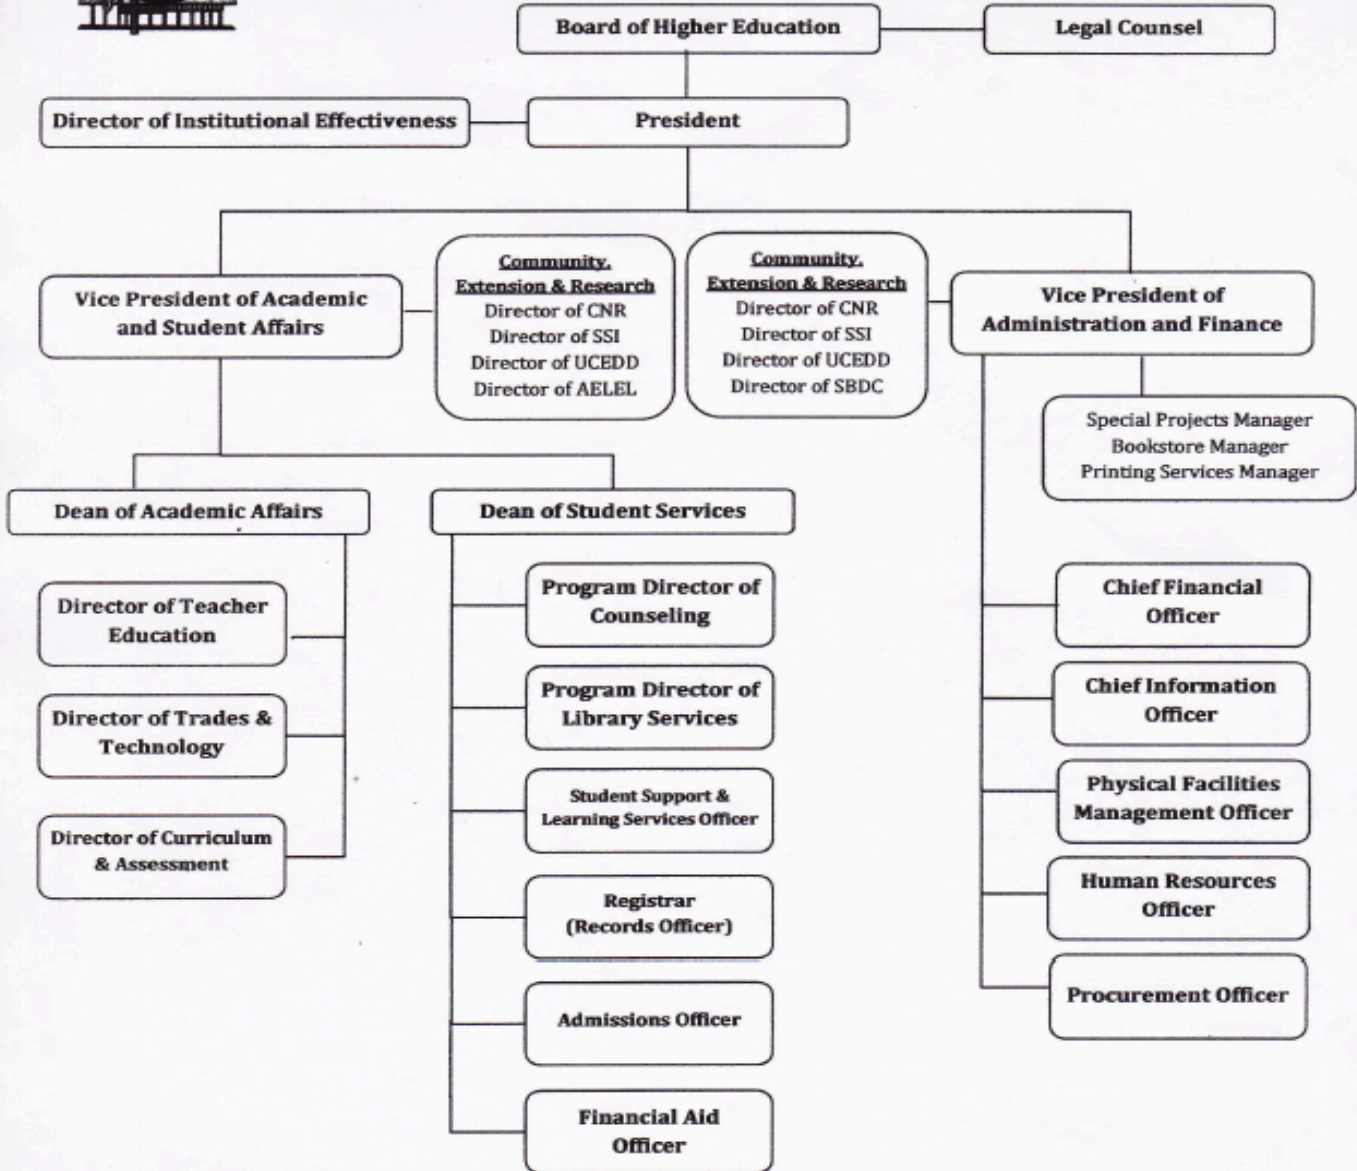 Board of Higher Education
Legal Counsel
Director of Institutional Effectiveness
President
Vice President of Academic
and Student Affairs
Community,
Extension & Research
Director of CNR
Director of SSI
Director of UCEDD
Director of AELEL
Community,
Extension & Research
Director of CNR
Director of SSI
Director of UCEDD
Director of SBDC
Vice President of
Administration and Finance
Special Projects Manager
Bookstore Manager
Printing Services Manager
Dean of Academic Affairs
Director of Teacher
Education
Director of Trades &
Technology
Director of Curriculum
& Assessment
Dean of Student Services
Program Director of
Counseling
Program Director of
Library Services
Student Support &
Learning Services Officer
Registrar
(Records Officer)
Admissions Officer
Financial Aid
Officer
Chief Financial
Officer
Chief Information
Officer
Physical Facilities
Management Officer
Human Resources
Officer
Procurement Officer